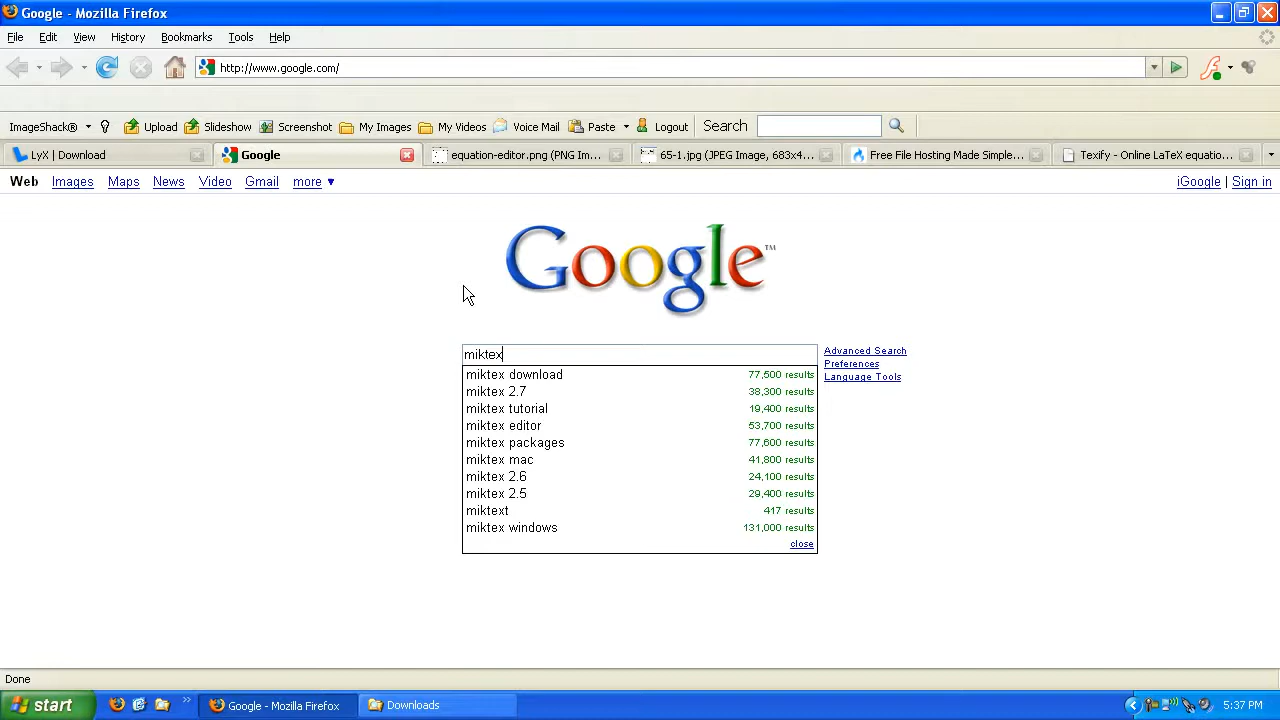 Google - Mozilla Firefox
File Edit View History Bookmarks Tools Help
http://www.google.com/
ImageShack® Upload Slideshow Screenshot My Images My Videos Voice Mail Paste Logout Search
LyX | Download Google equation-editor.png (PNG Im... 65-1.jpg (JPEG Image, 683x4... Free File Hosting Made Simple... Texify - Online LaTeX equatio...
Web Images Maps News Video Gmail more ▼ iGoogle | Sign in
Google™
miktex Advanced Search
Preferences
Language Tools
miktex download 77,500 results
miktex 2.7 38,300 results
miktex tutorial 19,400 results
miktex editor 53,700 results
miktex packages 77,600 results
miktex mac 41,800 results
miktex 2.6 24,100 results
miktex 2.5 29,400 results
miktext 417 results
miktex windows 131,000 results
close
Done
start Google - Mozilla Firefox Downloads 5:37 PM